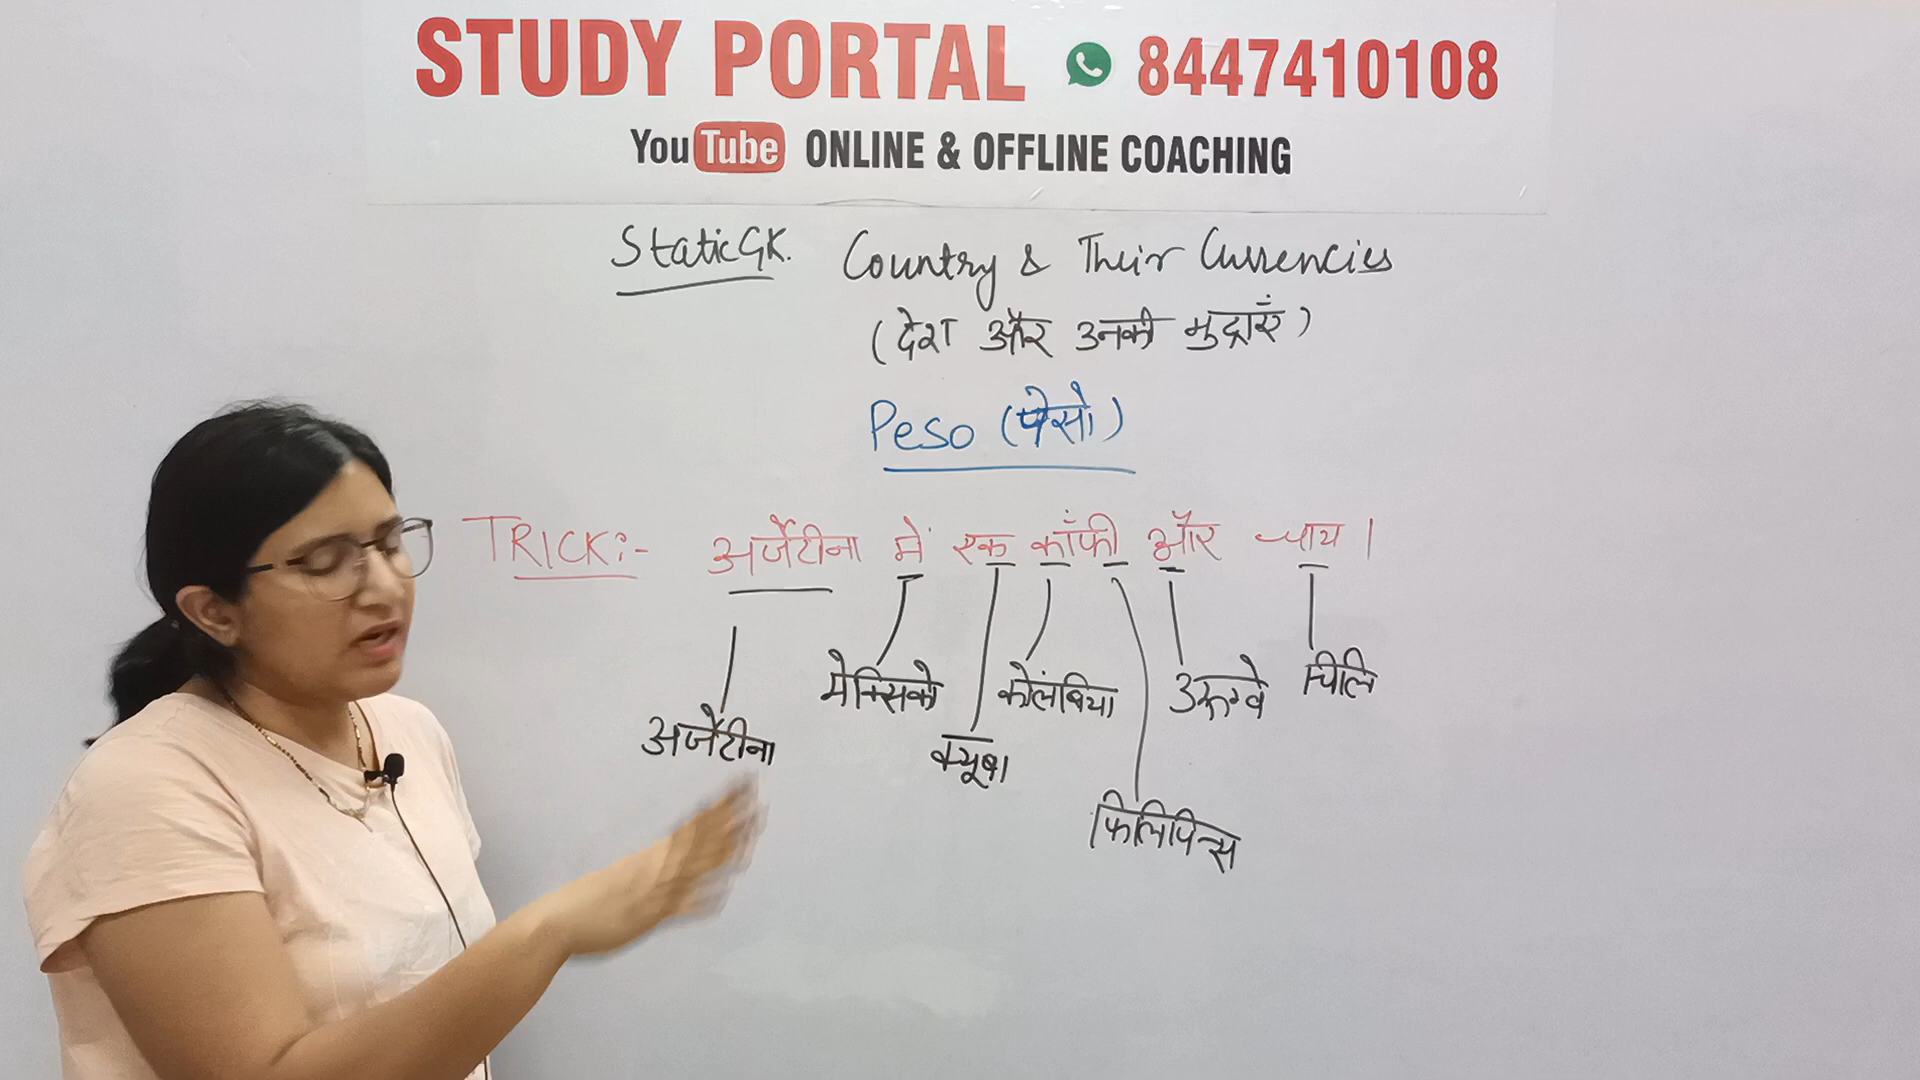 STUDY PORTAL 8447410108
YouTube ONLINE & OFFLINE COACHING
Static GK. Country & Their Currencies
(देश और उनकी मुद्राएं)
Peso (पेसो)
TRICK:- अर्जेंटीना में एक कॉफी और चाय।
मेक्सिको कोलंबिया उरूग्वे चिलि
अर्जेंटीना क्यूबा
फिलिपिन्स